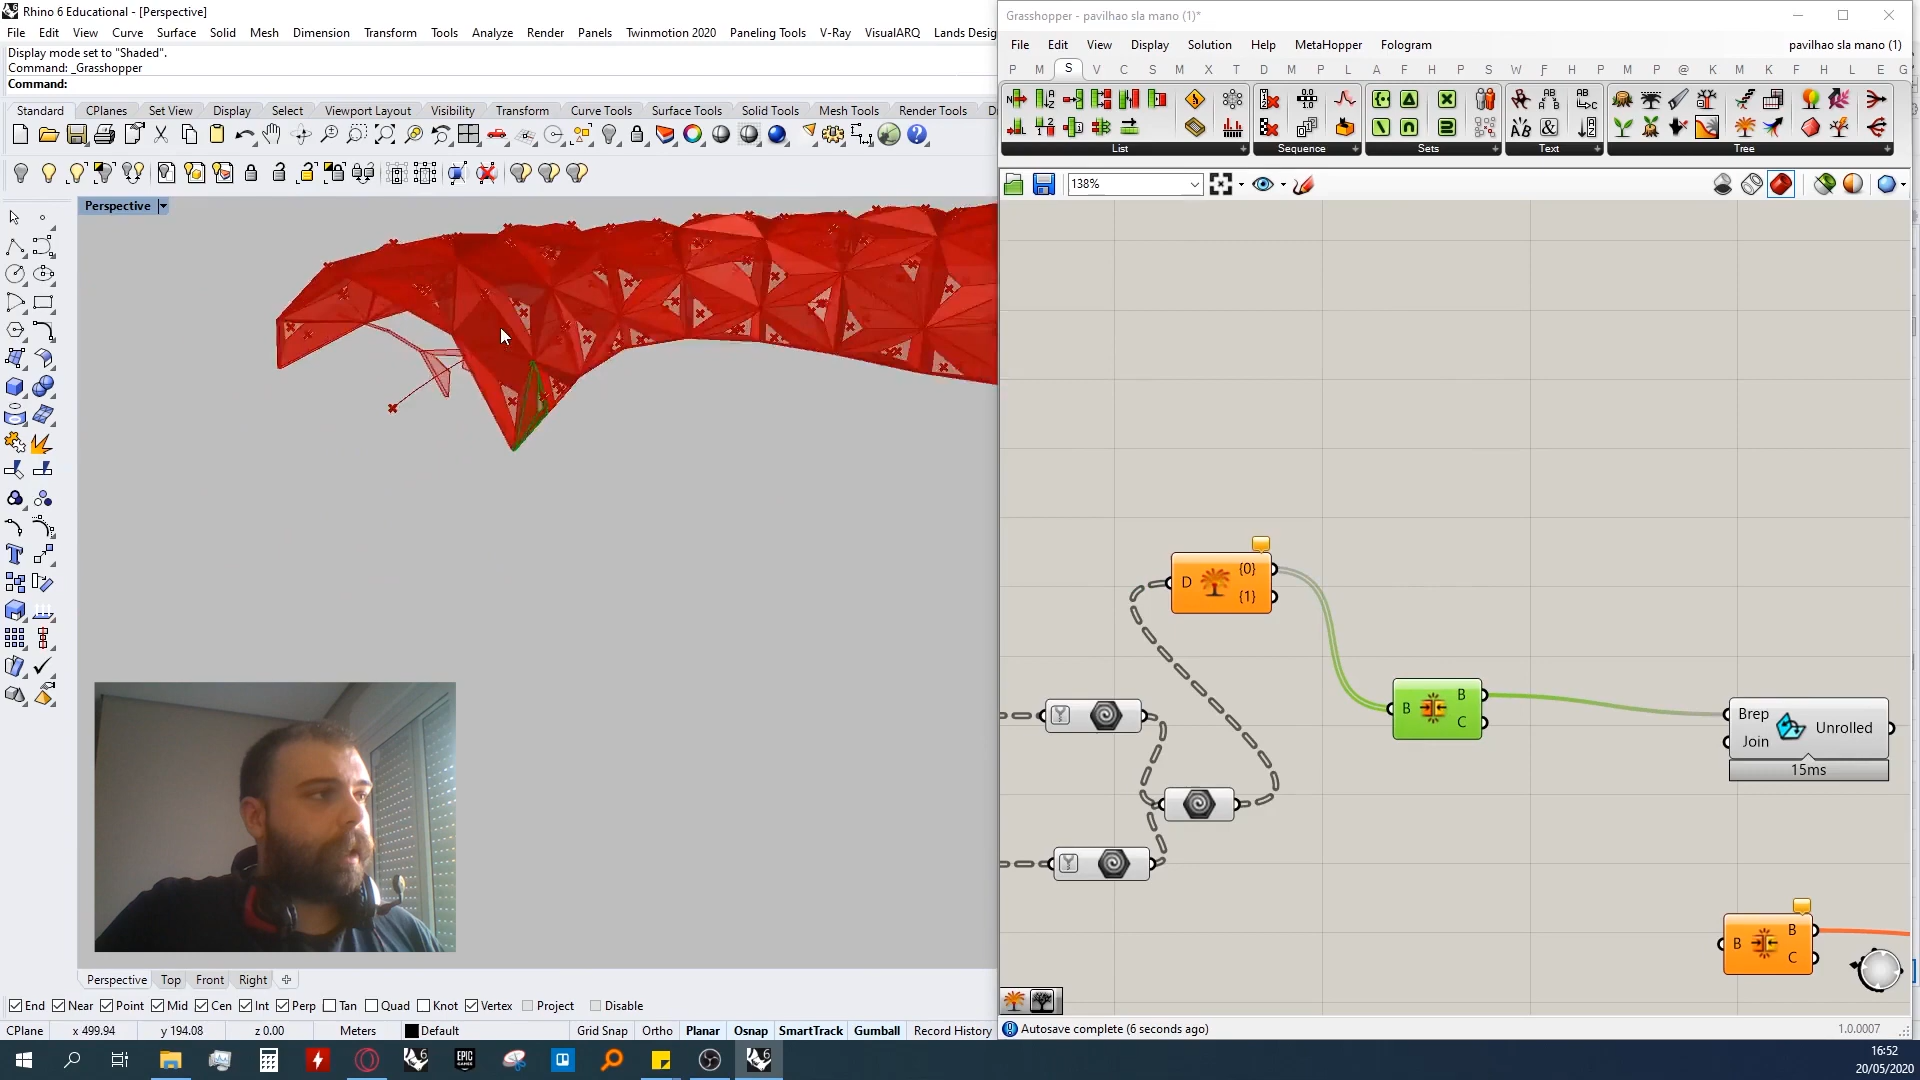 Rhino 6 Educational - [Perspective]
File Edit View Curve Surface Solid Mesh Dimension Transform Tools Analyze Render Panels Twinmotion 2020 Paneling Tools V-Ray VisualARQ Lands Desig
Display mode set to "Shaded".
Command: _Grasshopper
Command:
Standard CPlanes Set View Display Select Viewport Layout Visibility Transform Curve Tools Surface Tools Solid Tools Mesh Tools Render Tools D
Perspective
Perspective Top Front Right
End Near Point Mid Cen Int Perp Tan Quad Knot Vertex Project Disable
CPlane x 499.94 y 194.08 z 0.00 Meters Default Grid Snap Ortho Planar Osnap SmartTrack Gumball Record History
Grasshopper - pavilhao sla mano (1)*
File Edit View Display Solution Help MetaHopper Fologram pavilhao sla mano (1)
P M S V C S M X T D M P L A F H P S W F H P M P @ K M K F H L E G
List Sequence Sets Text Tree
138%
D {0}
{1}
B B
C
Brep Unrolled
Join
15ms
B B
C
Autosave complete (6 seconds ago) 1.0.0007
EPIC GAMES
16:52
20/05/2020